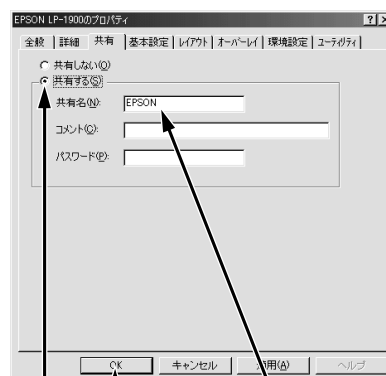 EPSON LP-1900のプロパティ
全般 詳細 共有 基本設定 レイアウト オーバーレイ 環境設定 ユーティリティ
共有しない(O)
共有する(S)
共有名(N): EPSON
コメント(C):
パスワード(P):
OK キャンセル 適用(A) ヘルプ